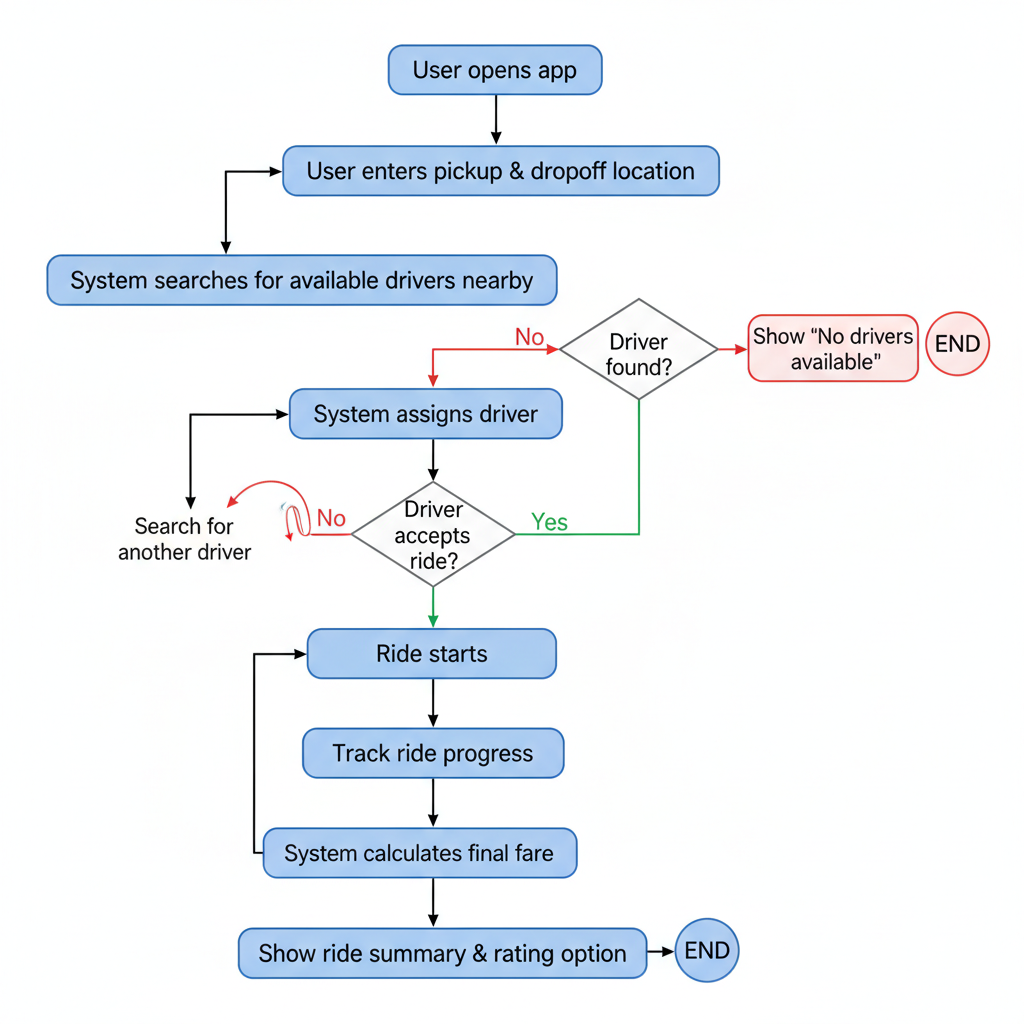 User opens app
User enters pickup & dropoff location
System searches for available drivers nearby
No
Driver
found?
Show “No drivers
available”
END
System assigns driver
Search for
another driver
No
Driver
accepts
ride?
Yes
Ride starts
Track ride progress
System calculates final fare
Show ride summary & rating option
END